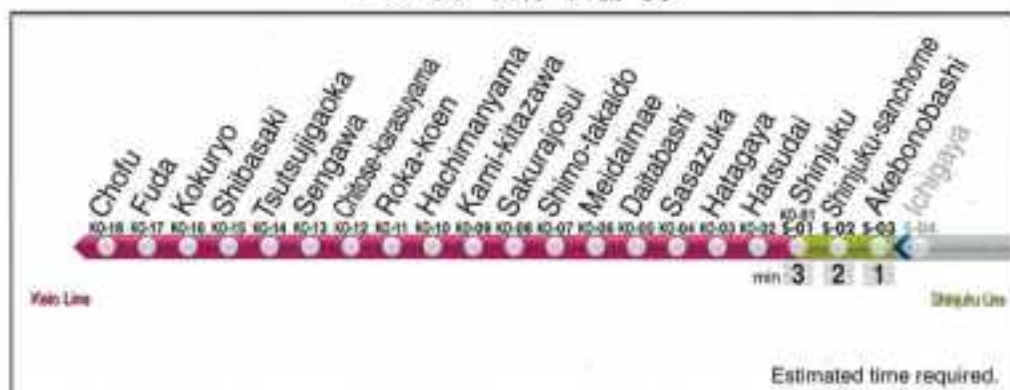 Chofu
Fuda
Kokuryo
Shibasaki
Tsutsujigaoka
Sengawa
Chitose-karasuyama
Roka-koen
Hachimanyama
Kami-kitazawa
Sakurajosui
Shimo-takaido
Meidaimae
Daitabashi
Sasazuka
Hatagaya
Hatsudai
Shinjuku
Shinjuku-sanchome
Akebonobashi
Ichigaya
KO-18 KO-17 KO-16 KO-15 KO-14 KO-13 KO-12 KO-11 KO-10 KO-09 KO-08 KO-07 KO-06 KO-05 KO-04 KO-03 KO-02 KO-01 S-01 S-02 S-03 S-04
min 3 2 1
Keio Line
Shinjuku Line
Estimated time required.